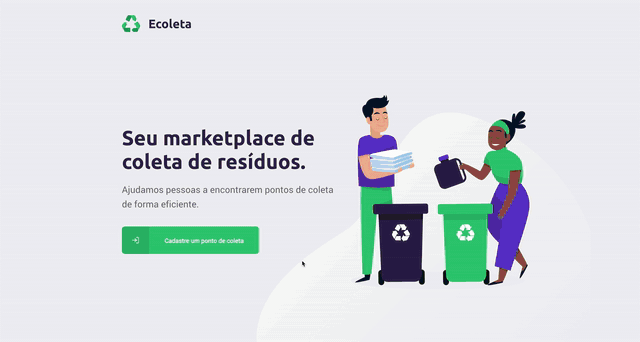 Ecoleta
Seu marketplace de
coleta de resíduos.
Ajudamos pessoas a encontrarem pontos de coleta
de forma eficiente.
Cadastre um ponto de coleta